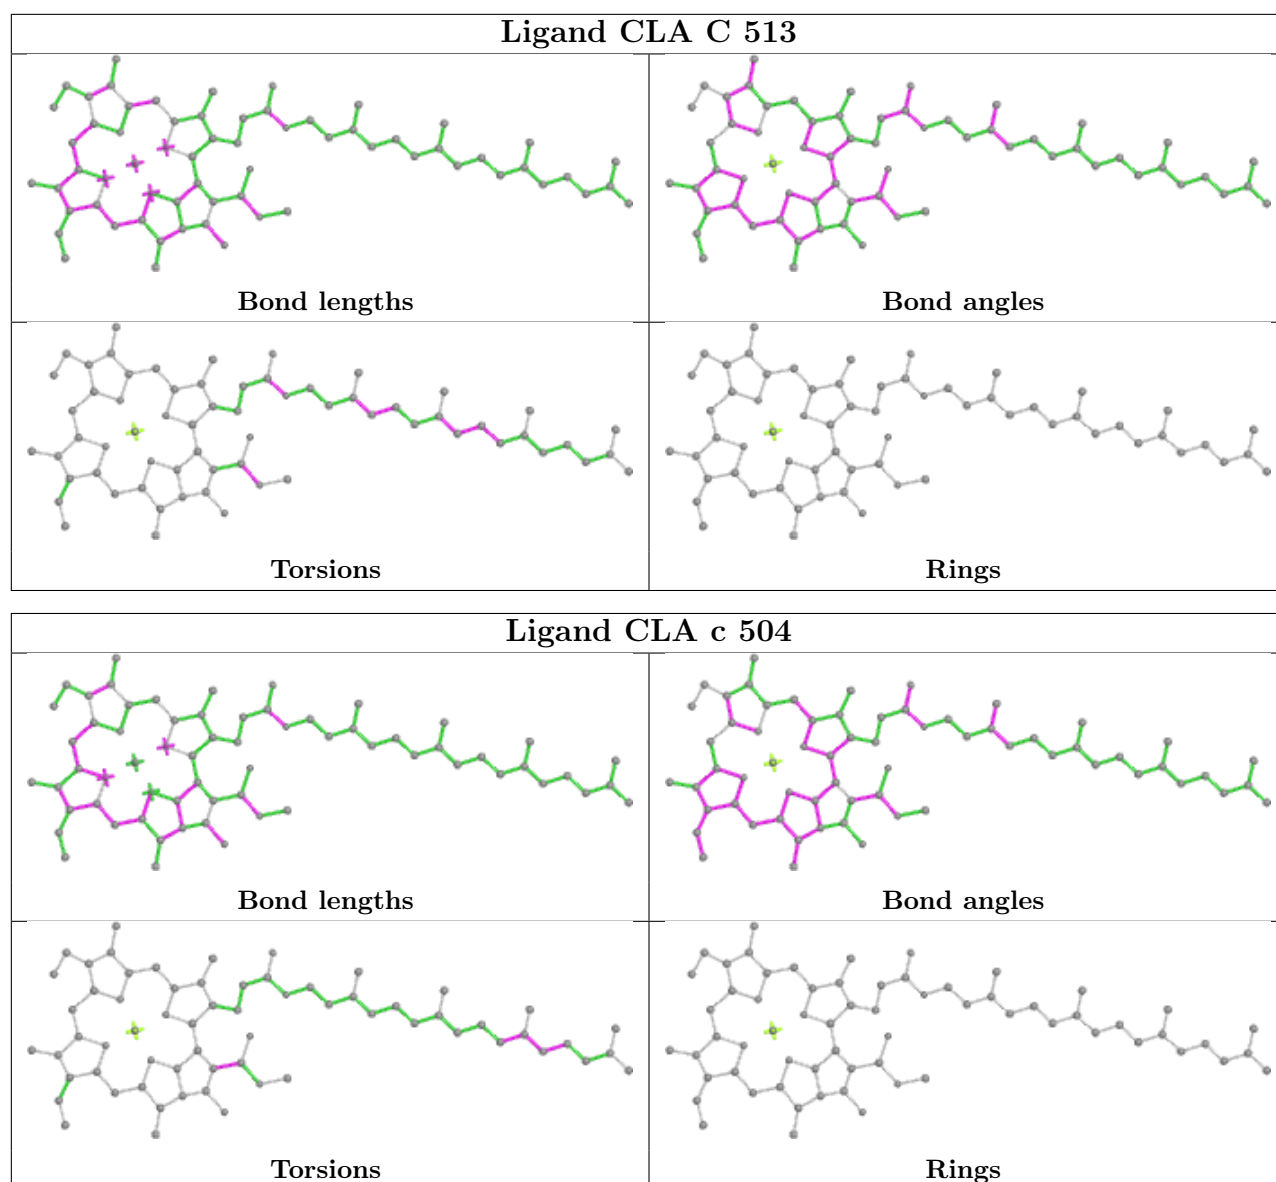 Ligand CLA C 513
Bond lengths
Bond angles
Torsions
Rings
Ligand CLA c 504
Bond lengths
Bond angles
Torsions
Rings